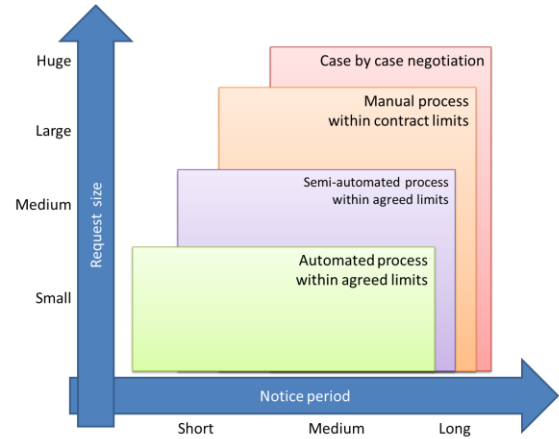 Huge
Case by case negotiation
Manual process
within contract limits
Large
Semi-automated process
within agreed limits
Medium
Request size
Automated process
within agreed limits
Small
Notice period
Short
Medium
Long